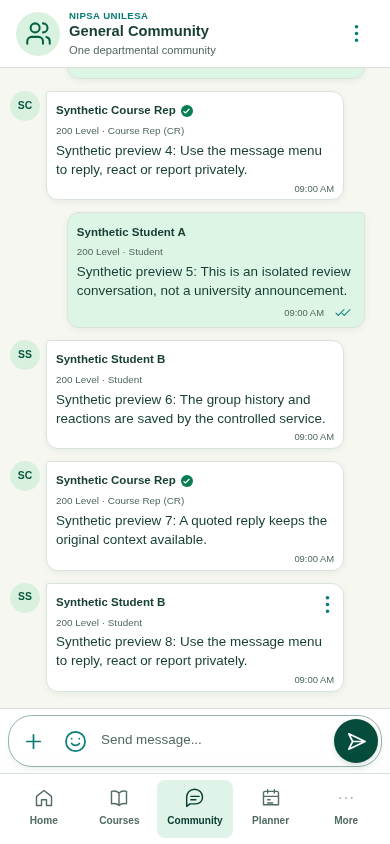 NIPSA UNILESA
General Community
One departmental community
SC
Synthetic Course Rep
200 Level · Course Rep (CR)
Synthetic preview 4: Use the message menu
to reply, react or report privately.
09:00 AM
Synthetic Student A
200 Level · Student
Synthetic preview 5: This is an isolated review
conversation, not a university announcement.
09:00 AM
SS
Synthetic Student B
200 Level · Student
Synthetic preview 6: The group history and
reactions are saved by the controlled service.
09:00 AM
SC
Synthetic Course Rep
200 Level · Course Rep (CR)
Synthetic preview 7: A quoted reply keeps the
original context available.
09:00 AM
SS
Synthetic Student B
200 Level · Student
Synthetic preview 8: Use the message menu
to reply, react or report privately.
09:00 AM
Send message...
Home
Courses
Community
Planner
More